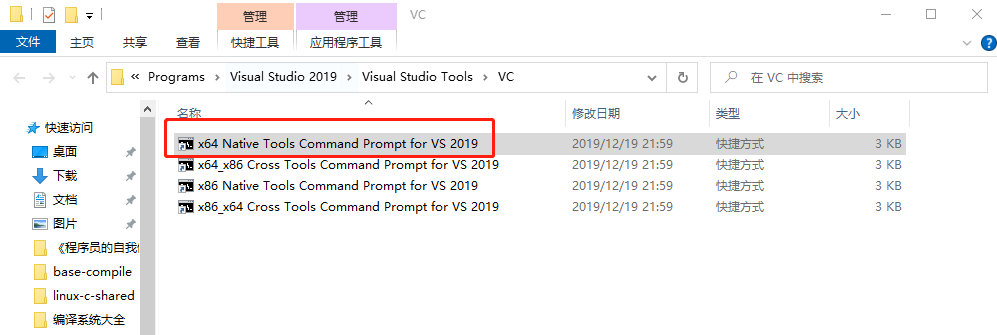 管理 管理 VC
文件 主页 共享 查看 快捷工具 应用程序工具
« Programs > Visual Studio 2019 > Visual Studio Tools > VC 在 VC 中搜索
名称 修改日期 类型 大小
快速访问
x64 Native Tools Command Prompt for VS 2019 2019/12/19 21:59 快捷方式 3 KB
桌面
x64_x86 Cross Tools Command Prompt for VS 2019 2019/12/19 21:59 快捷方式 3 KB
下载
x86 Native Tools Command Prompt for VS 2019 2019/12/19 21:59 快捷方式 3 KB
文档
x86_x64 Cross Tools Command Prompt for VS 2019 2019/12/19 21:59 快捷方式 3 KB
图片
《程序员的自我
base-compile
linux-c-shared
编译系统大全